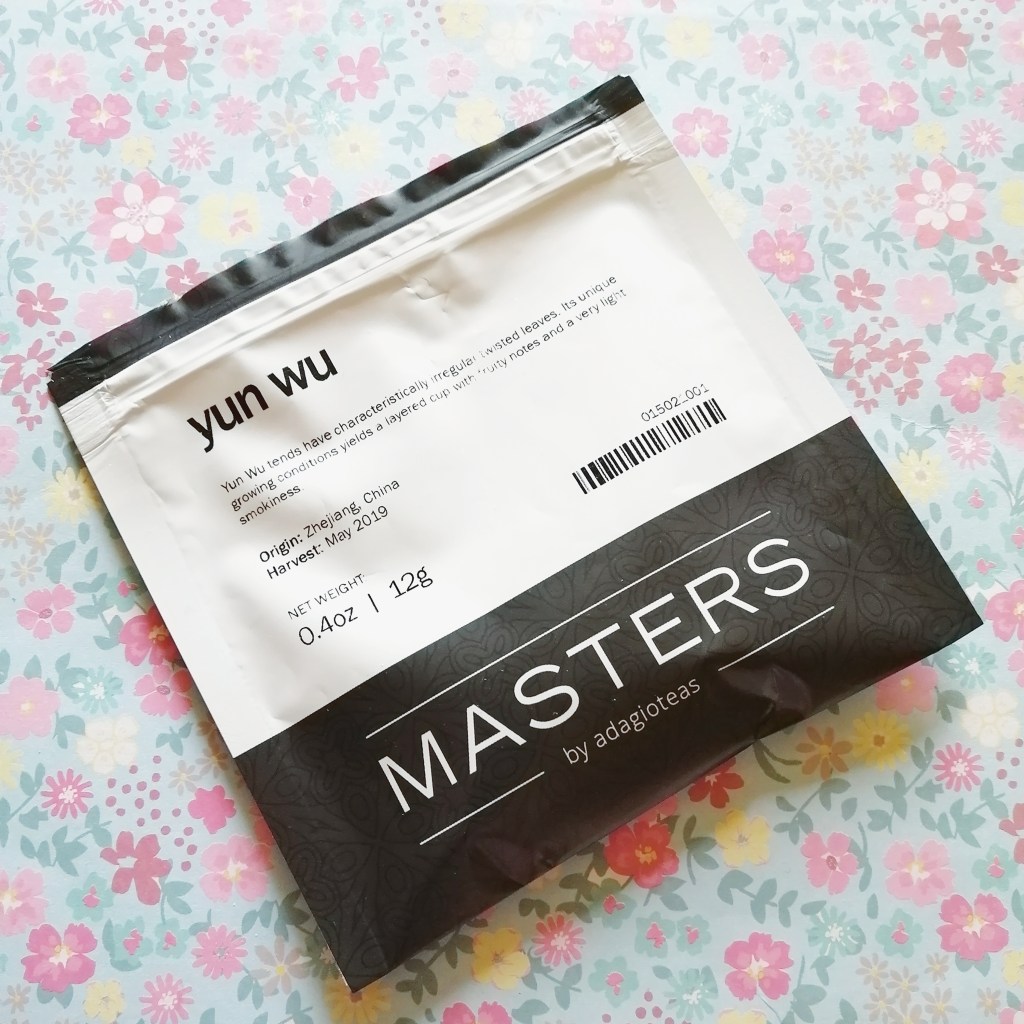 yun wu
Yun Wu tends have characteristically irregular twisted leaves. Its unique
growing conditions yields a layered cup with fruity notes and a very light
smokiness.
01502_001
Origin: Zhejiang, China
Harvest: May 2019
NET WEIGHT:
0.4oz | 12g
MASTERS
by adagioteas